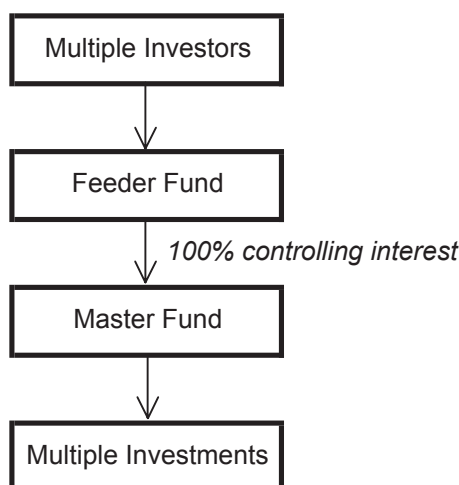 Multiple Investors
Feeder Fund
100% controlling interest
Master Fund
Multiple Investments